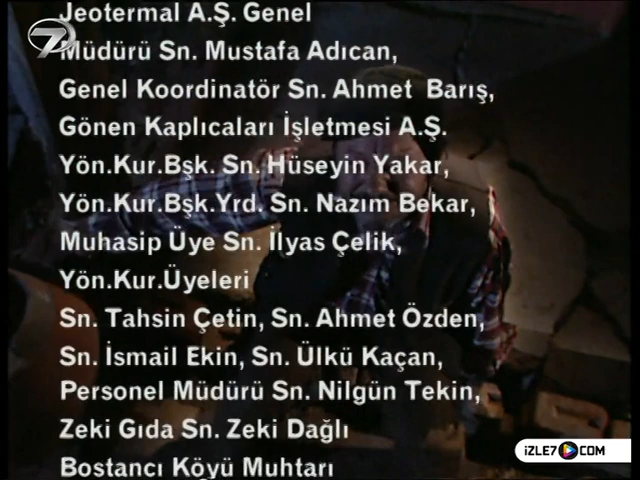 Jeotermal A.Ş. Genel
7
Müdürü Sn. Mustafa Adıcan,
Genel Koordinatör Sn. Ahmet Barış,
Gönen Kaplıcaları İşletmesi A.Ş.
Yön.Kur.Bşk. Sn. Hüseyin Yakar,
Yön.Kur.Bşk.Yrd. Sn. Nazım Bekar,
Muhasip Üye Sn. İlyas Çelik,
Yön.Kur.Üyeleri
Sn. Tahsin Çetin, Sn. Ahmet Özden,
Sn. İsmail Ekin, Sn. Ülkü Kaçan,
Personel Müdürü Sn. Nilgün Tekin,
Zeki Gıda Sn. Zeki Dağlı
iZLE7 COM
Bostancı Köyü Muhtarı